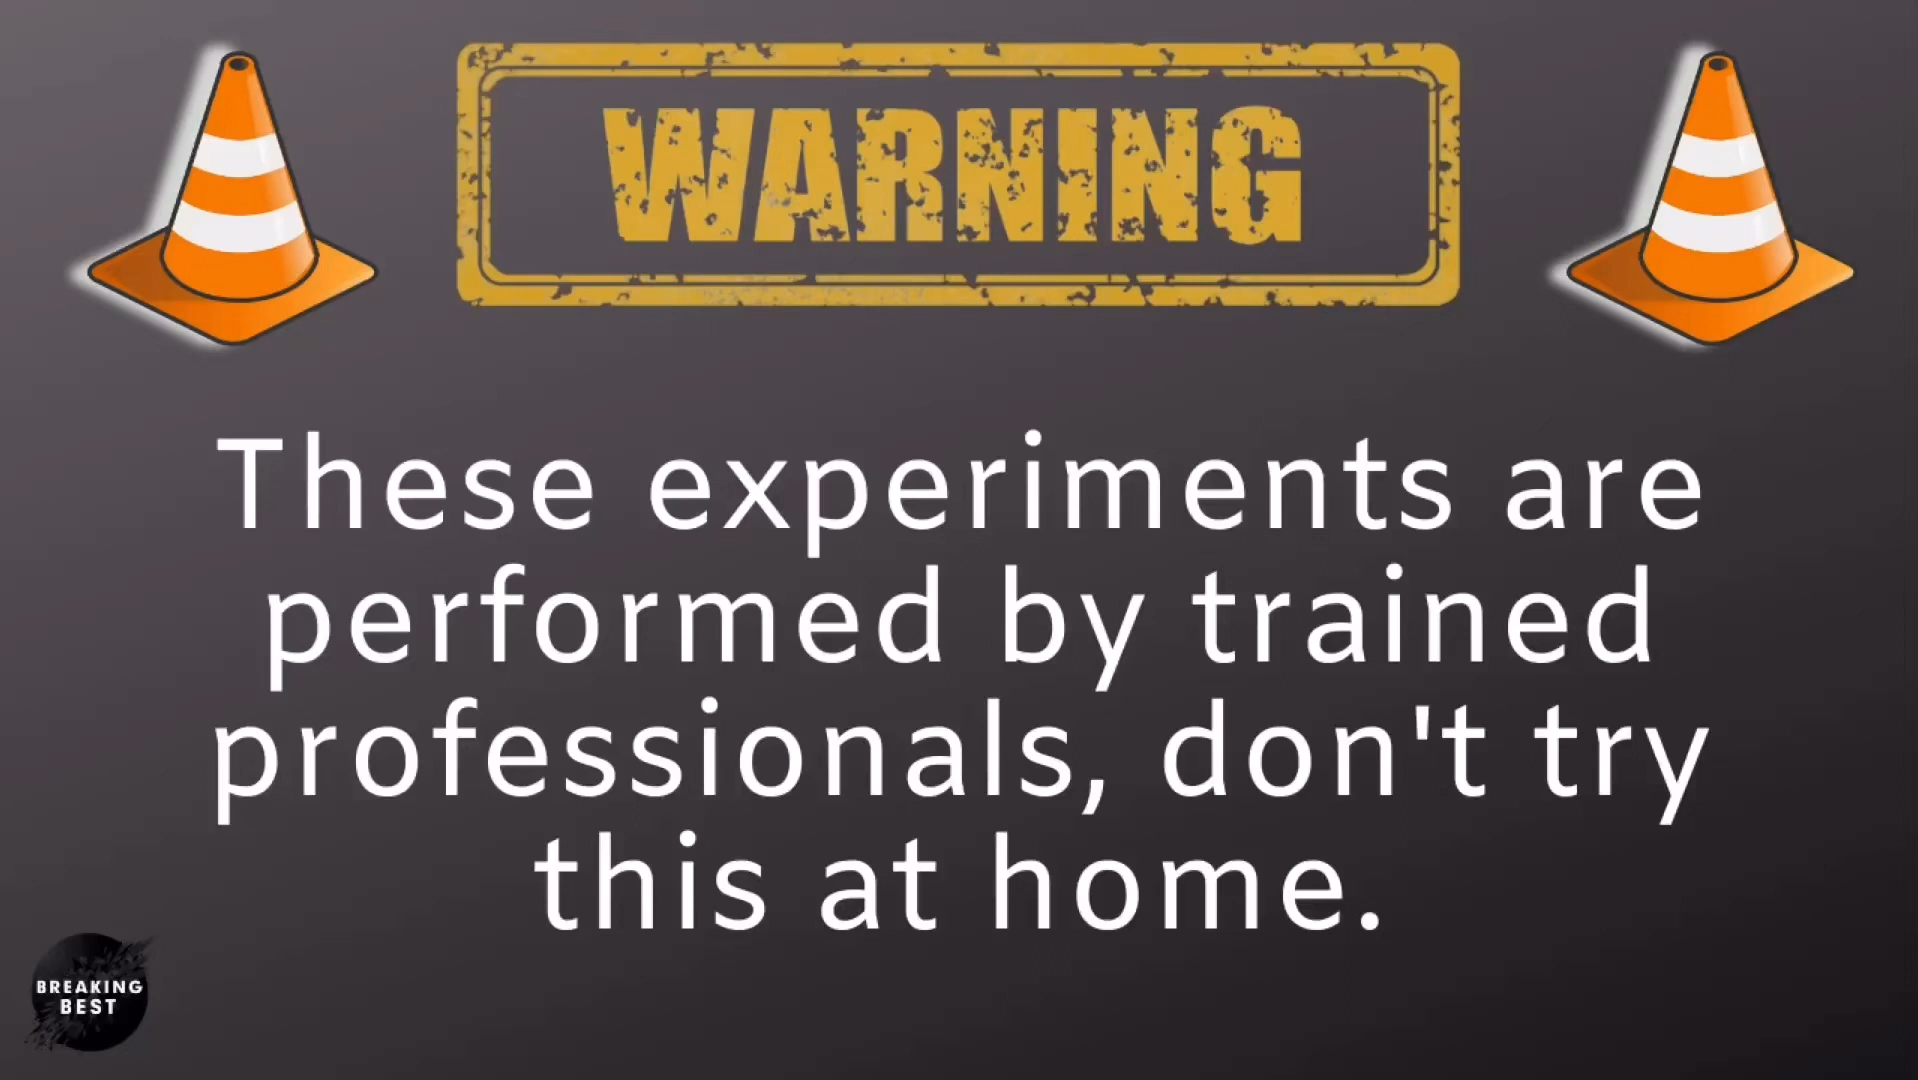 WARNING
These experiments are
performed by trained
professionals, don't try
this at home.
BREAKING
BEST